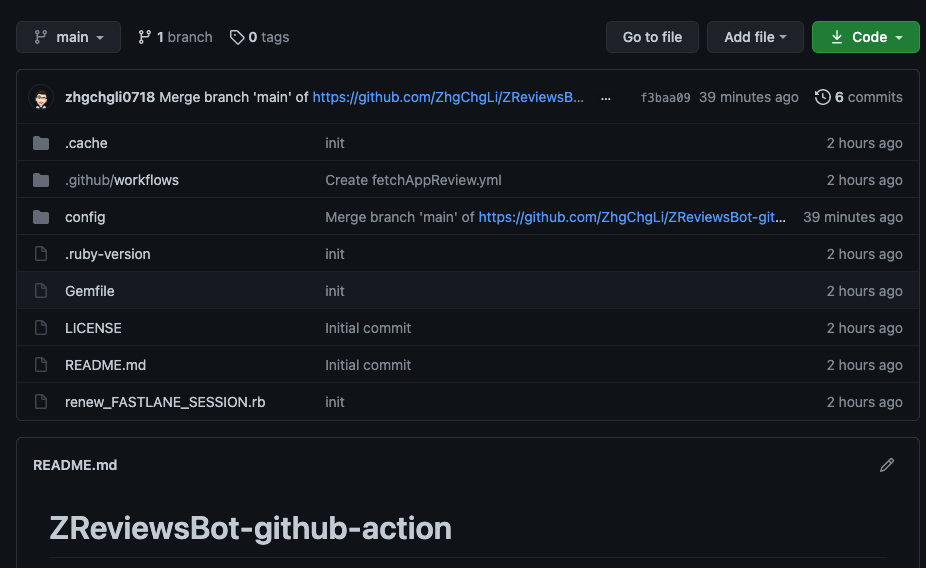 main 1 branch 0 tags Go to file Add file Code
zhgchgli0718 Merge branch 'main' of https://github.com/ZhgChgLi/ZReviewsB... ... f3baa09 39 minutes ago 6 commits
.cache init 2 hours ago
.github/workflows Create fetchAppReview.yml 2 hours ago
config Merge branch 'main' of https://github.com/ZhgChgLi/ZReviewsBot-git... 39 minutes ago
.ruby-version init 2 hours ago
Gemfile init 2 hours ago
LICENSE Initial commit 2 hours ago
README.md Initial commit 2 hours ago
renew_FASTLANE_SESSION.rb init 2 hours ago
README.md
ZReviewsBot-github-action